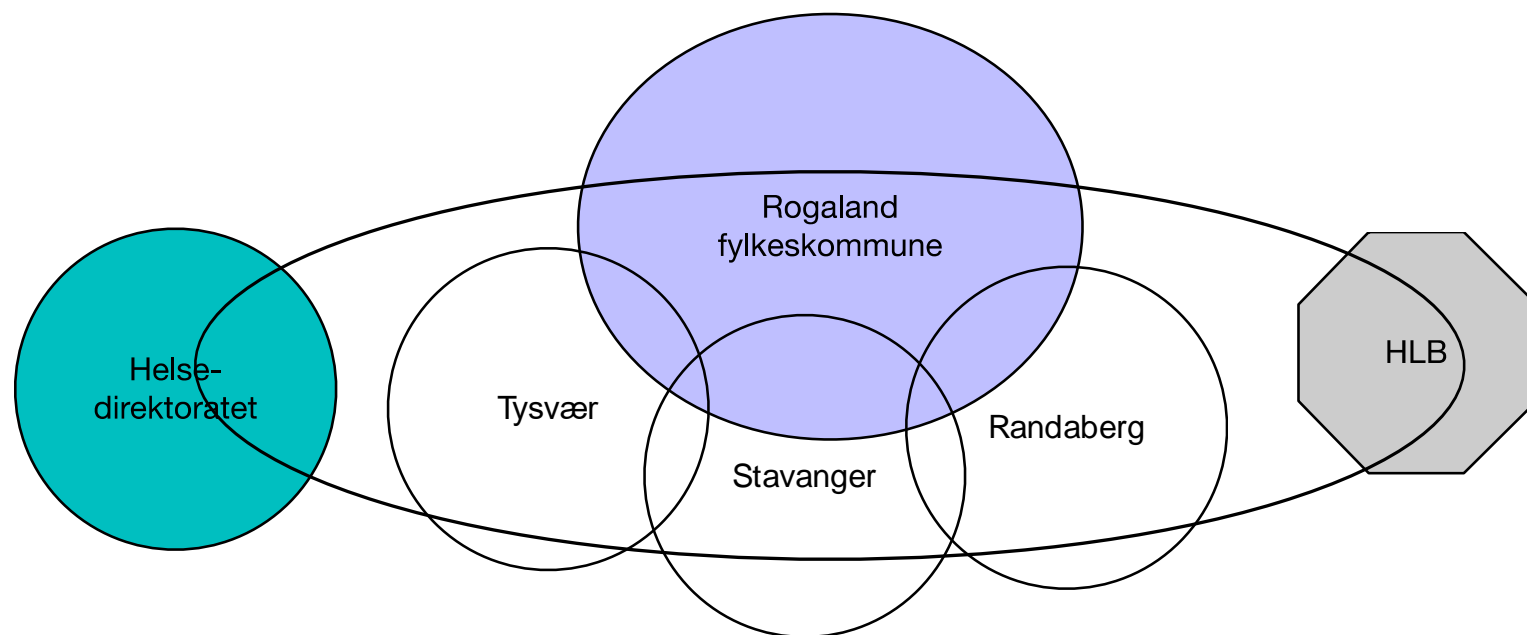 Rogaland
fylkeskommune
Helse-
direktoratet
Tysvær
Stavanger
Randaberg
HLB